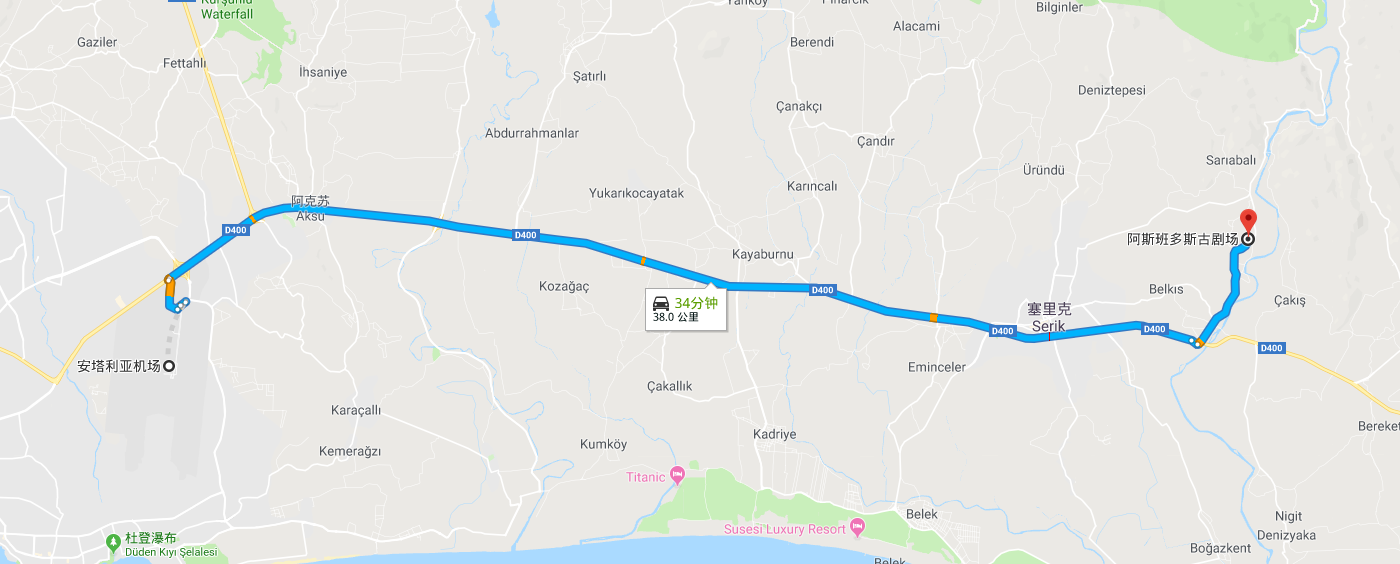 Kurşunlu
Waterfall
Yanköy
Pınarcık
Bilginler
Alacami
Gaziler
Berendi
Fettahlı
İhsaniye
Şatırlı
Deniztepesi
Çanakçı
Abdurrahmanlar
Çandır
Sarıabalı
Üründü
Karıncalı
Yukarıkocayatak
阿克苏
Aksu
D400
D400
阿斯班多斯古剧场
Kayaburnu
Kozağaç
D400
Belkıs
Çakış
34分钟
38.0 公里
塞里克
Serik
D400
D400
D400
安塔利亚机场
Eminceler
Çakallık
Karaçallı
Bereket
Kadriye
Kumköy
Kemerağzı
Titanic
Belek
Nigit
Susesi Luxury Resort
Denizyaka
杜登瀑布
Düden Kıyı Şelalesi
Boğazkent
Belek